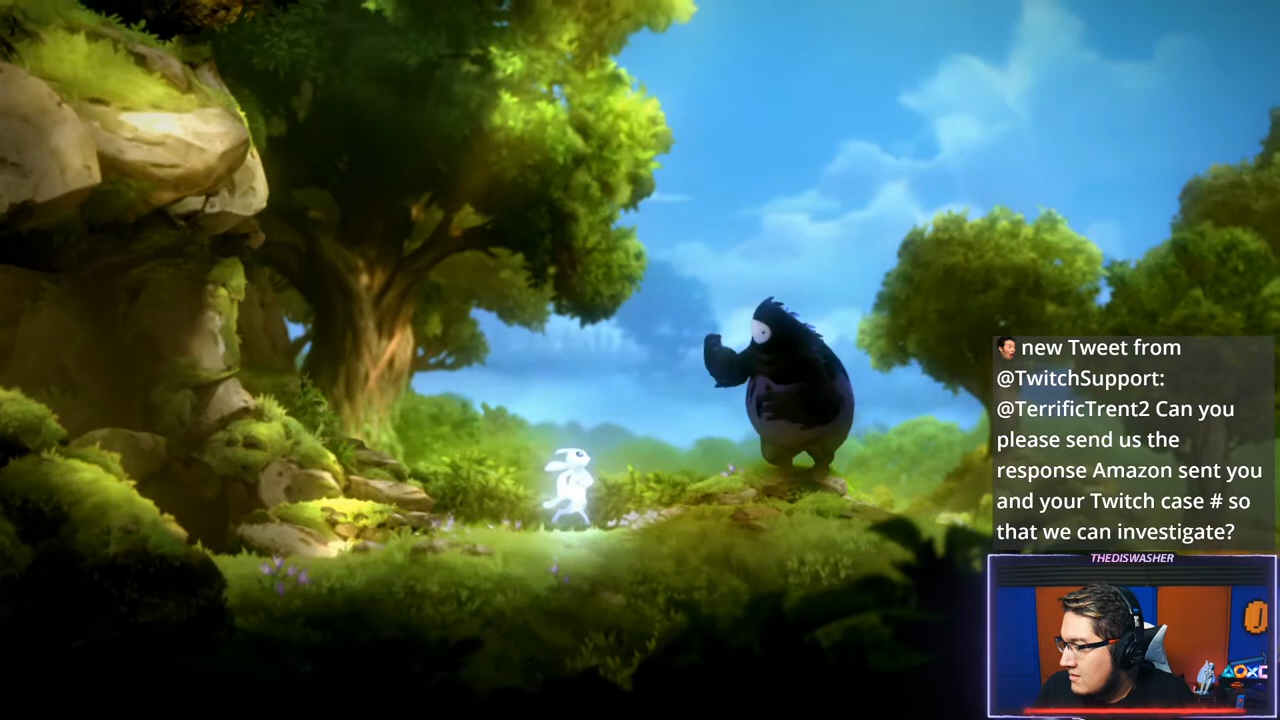 new Tweet from
@TwitchSupport:
@TerrificTrent2 Can you
please send us the
response Amazon sent you
and your Twitch case # so
that we can investigate?
THEDISWASHER